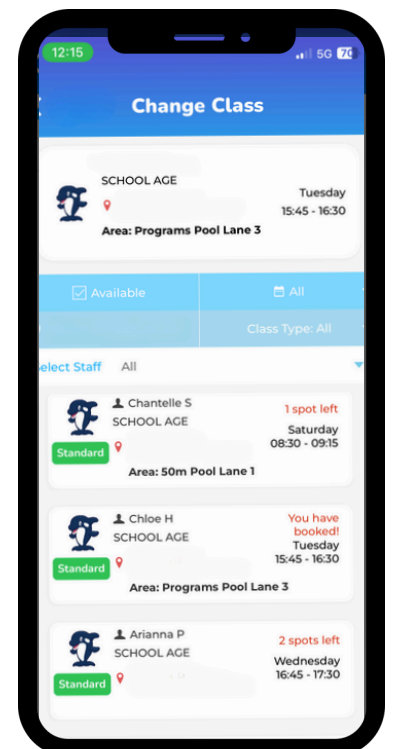 12:15
5G 70
Change Class
SCHOOL AGE
Tuesday
15:45 - 16:30
Area: Programs Pool Lane 3
Available
All
Class Type: All
elect Staff All
Chantelle S
SCHOOL AGE
1 spot left
Saturday
08:30 - 09:15
Standard
Area: 50m Pool Lane 1
Chloe H
SCHOOL AGE
You have
booked!
Tuesday
15:45 - 16:30
Standard
Area: Programs Pool Lane 3
Arianna P
SCHOOL AGE
2 spots left
Wednesday
16:45 - 17:30
Standard